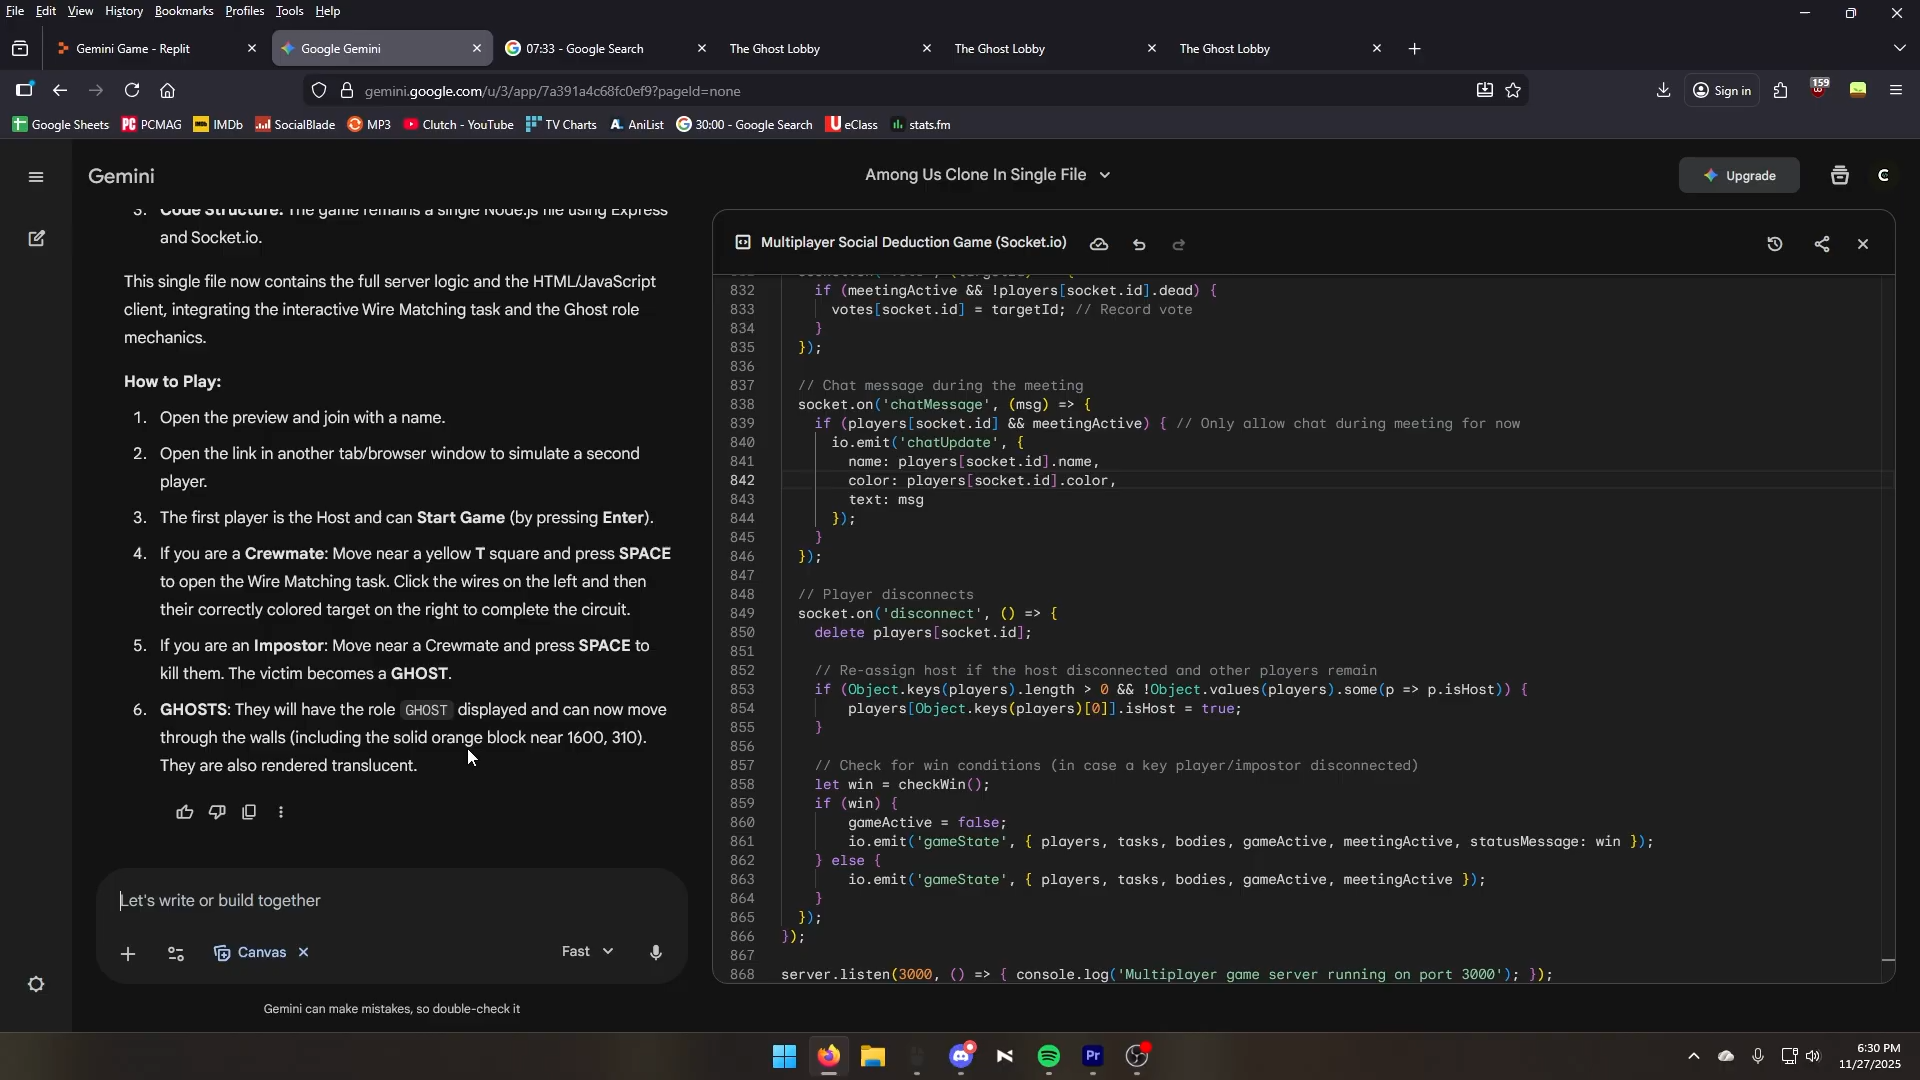 File Edit View History Bookmarks Profiles Tools Help
Gemini Game - Replit
Google Gemini
07:33 - Google Search
The Ghost Lobby
The Ghost Lobby
The Ghost Lobby
gemini.google.com/u/3/app/7a391a4c68fc0ef9?pageId=none
Sign in
159
Google Sheets PCMAG IMDb SocialBlade MP3 Clutch - YouTube TV Charts AniList 30:00 - Google Search eClass stats.fm
Gemini
Among Us Clone In Single File
Upgrade
C
3. Code Structure: The game remains a single Node.js file using Express
and Socket.io.
This single file now contains the full server logic and the HTML/JavaScript
client, integrating the interactive Wire Matching task and the Ghost role
mechanics.
How to Play:
1. Open the preview and join with a name.
2. Open the link in another tab/browser window to simulate a second
player.
3. The first player is the Host and can Start Game (by pressing Enter).
4. If you are a Crewmate: Move near a yellow T square and press SPACE
to open the Wire Matching task. Click the wires on the left and then
their correctly colored target on the right to complete the circuit.
5. If you are an Impostor: Move near a Crewmate and press SPACE to
kill them. The victim becomes a GHOST.
6. GHOSTS: They will have the role GHOST displayed and can now move
through the walls (including the solid orange block near 1600, 310).
They are also rendered translucent.
Let's write or build together
Canvas
Fast
Gemini can make mistakes, so double-check it
Multiplayer Social Deduction Game (Socket.io)
832 if (meetingActive && !players[socket.id].dead) {
833 votes[socket.id] = targetId; // Record vote
834 }
835 });
836
837 // Chat message during the meeting
838 socket.on('chatMessage', (msg) => {
839 if (players[socket.id] && meetingActive) { // Only allow chat during meeting for now
840 io.emit('chatUpdate', {
841 name: players[socket.id].name,
842 color: players[socket.id].color,
843 text: msg
844 });
845 }
846 });
847
848 // Player disconnects
849 socket.on('disconnect', () => {
850 delete players[socket.id];
851
852 // Re-assign host if the host disconnected and other players remain
853 if (Object.keys(players).length > 0 && !Object.values(players).some(p => p.isHost)) {
854 players[Object.keys(players)[0]].isHost = true;
855 }
856
857 // Check for win conditions (in case a key player/impostor disconnected)
858 let win = checkWin();
859 if (win) {
860 gameActive = false;
861 io.emit('gameState', { players, tasks, bodies, gameActive, meetingActive, statusMessage: win });
862 } else {
863 io.emit('gameState', { players, tasks, bodies, gameActive, meetingActive });
864 }
865 });
866 });
867
868 server.listen(3000, () => { console.log('Multiplayer game server running on port 3000'); });
Pr
6:30 PM
11/27/2025